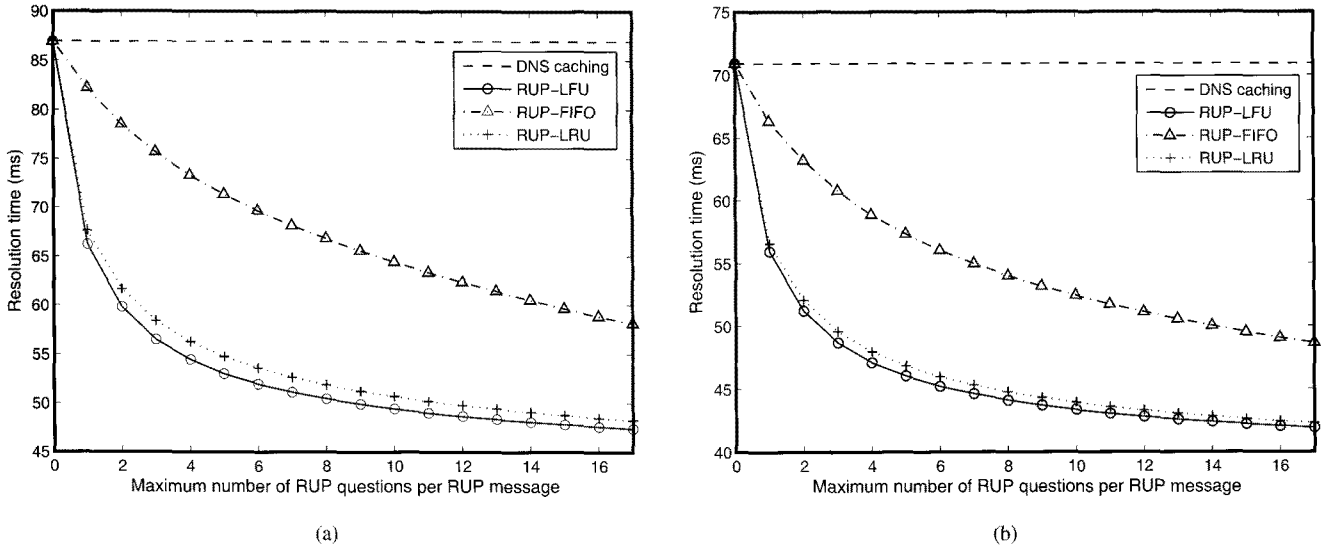 90
85
80
75
70
65
60
55
50
45
Resolution time (ms)
0 2 4 6 8 10 12 14 16
Maximum number of RUP questions per RUP message
DNS caching
RUP-LFU
RUP-FIFO
RUP-LRU
(a)
75
70
65
60
55
50
45
40
Resolution time (ms)
0 2 4 6 8 10 12 14 16
Maximum number of RUP questions per RUP message
DNS caching
RUP-LFU
RUP-FIFO
RUP-LRU
(b)